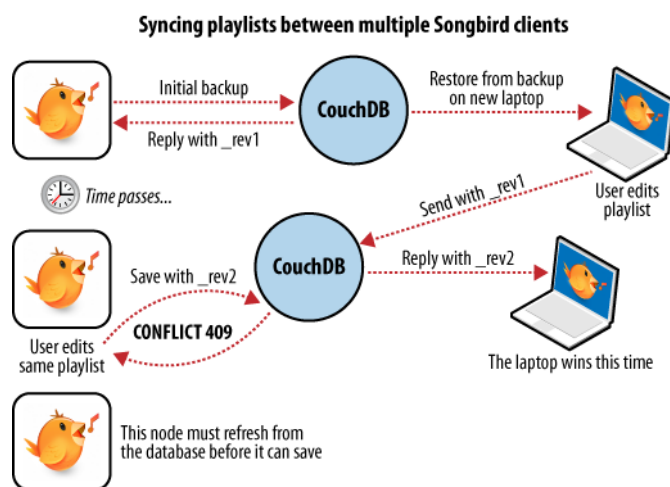 Syncing playlists between multiple Songbird clients
Initial backup
Reply with _rev1
CouchDB
Restore from backup
on new laptop
Time passes...
Send with _rev1
User edits
playlist
Save with _rev2
CouchDB
Reply with _rev2
CONFLICT 409
User edits
same playlist
The laptop wins this time
This node must refresh from
the database before it can save